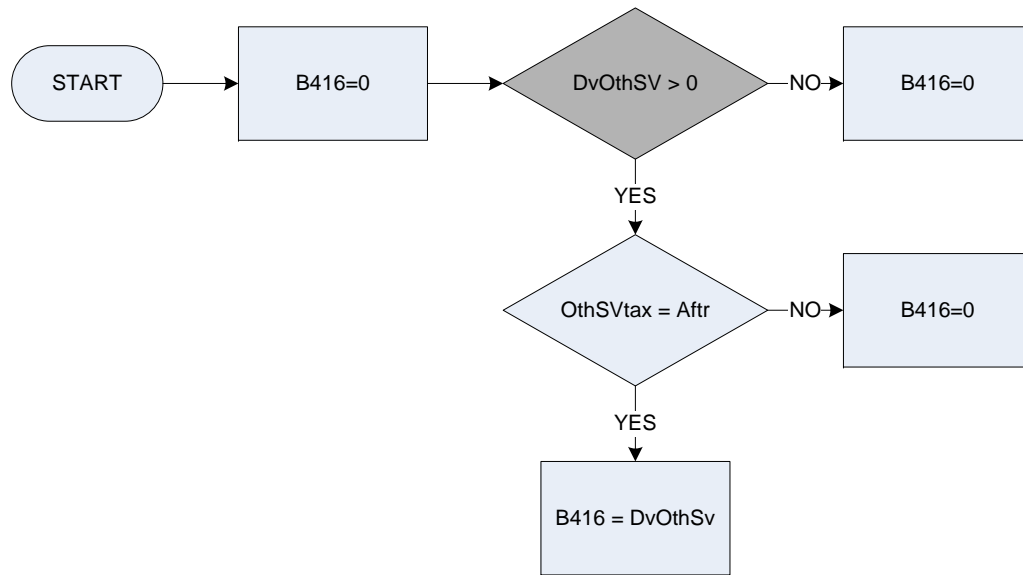 START
B416=0
DvOthSV > 0
NO
B416=0
YES
OthSVtax = Aftr
NO
B416=0
YES
B416 = DvOthSv